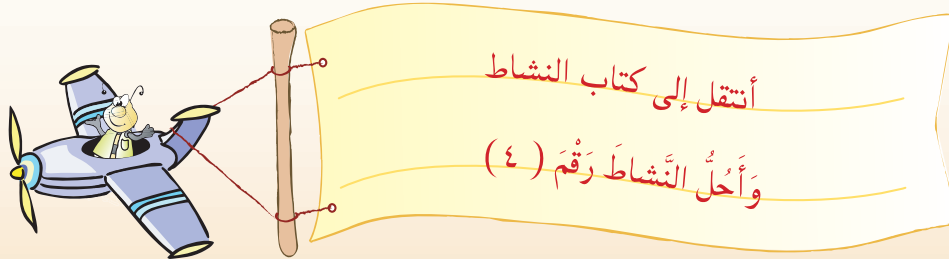 أنتقل إلى كتاب النشاط
وَأَحُلُّ النَّشاطَ رَقْمَ ( ٤ )